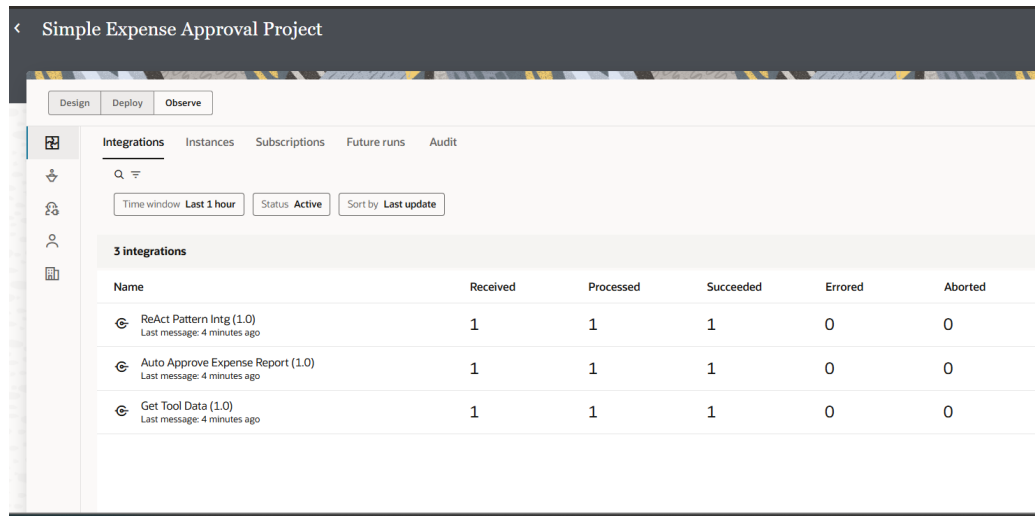 Simple Expense Approval Project
Design Deploy Observe
Integrations Instances Subscriptions Future runs Audit
Time window Last 1 hour Status Active Sort by Last update
3 integrations
Name Received Processed Succeeded Errored Aborted
ReAct Pattern Intg (1.0)
Last message: 4 minutes ago
1 1 1 0 0
Auto Approve Expense Report (1.0)
Last message: 4 minutes ago
1 1 1 0 0
Get Tool Data (1.0)
Last message: 4 minutes ago
1 1 1 0 0